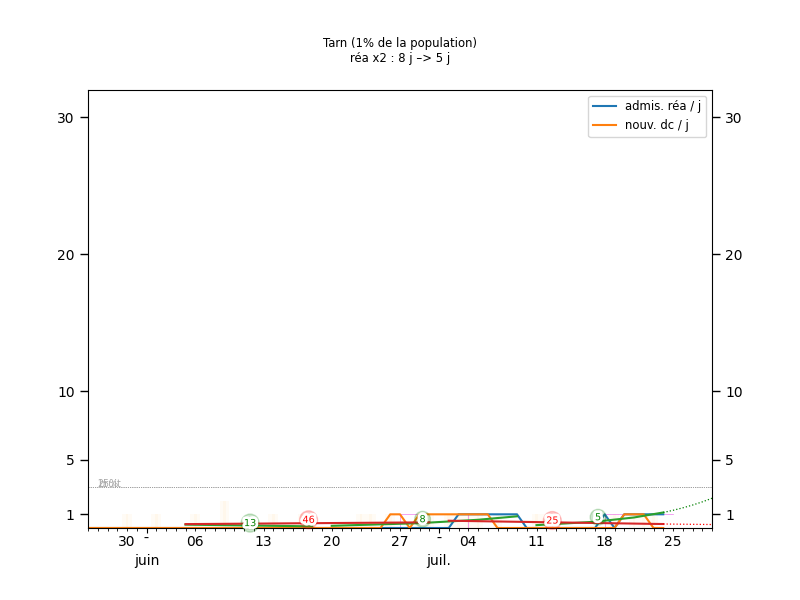 Tarn (1% de la population)
réa x2 : 8 j –> 5 j
admis. réa / j
nouv. dc / j
30 30
20 20
10 10
5 5
1 1
13 46 8 25 5
30 - 06 13 20 27 - 04 11 18 25
juin juil.